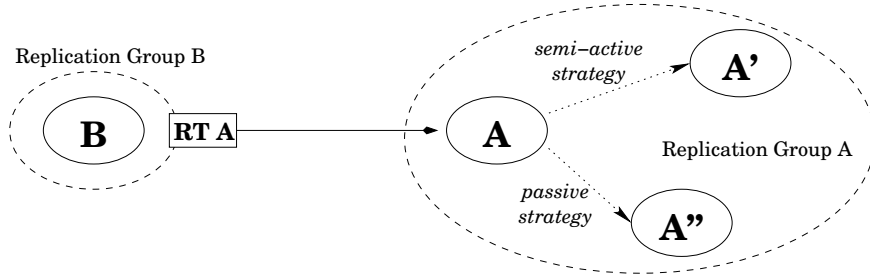 Replication Group B
B
RT A
A
semi-active
strategy
A'
Replication Group A
passive
strategy
A''